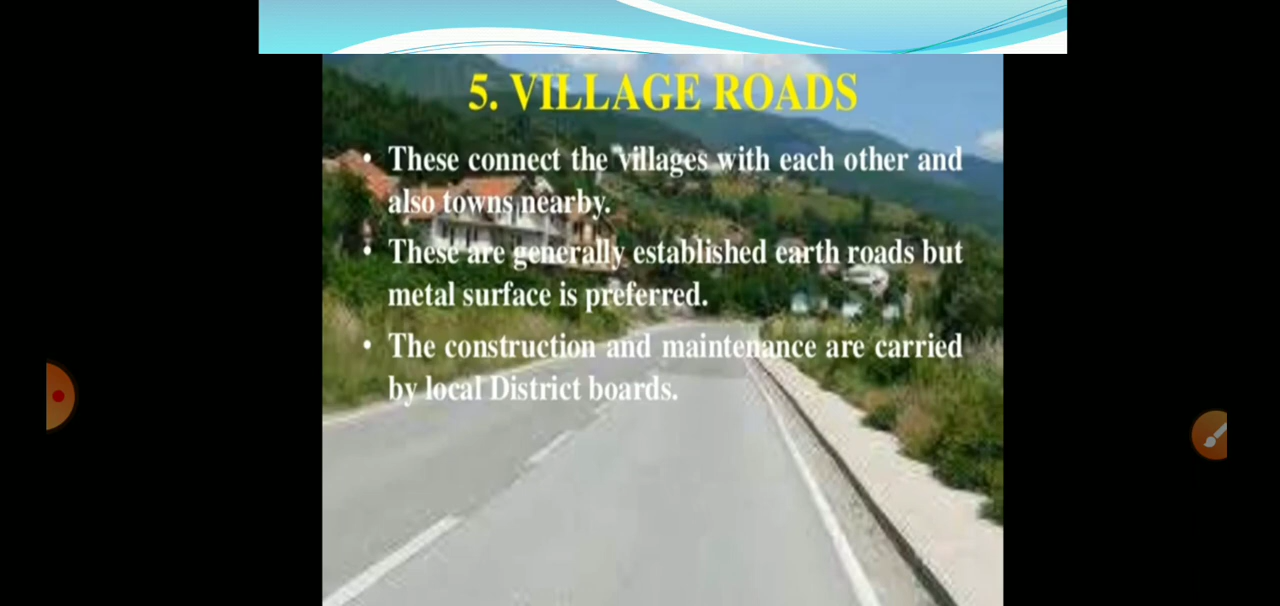 5. VILLAGE ROADS
• These connect the villages with each other and
also towns nearby.
• These are generally established earth roads but
metal surface is preferred.
• The construction and maintenance are carried
by local District boards.